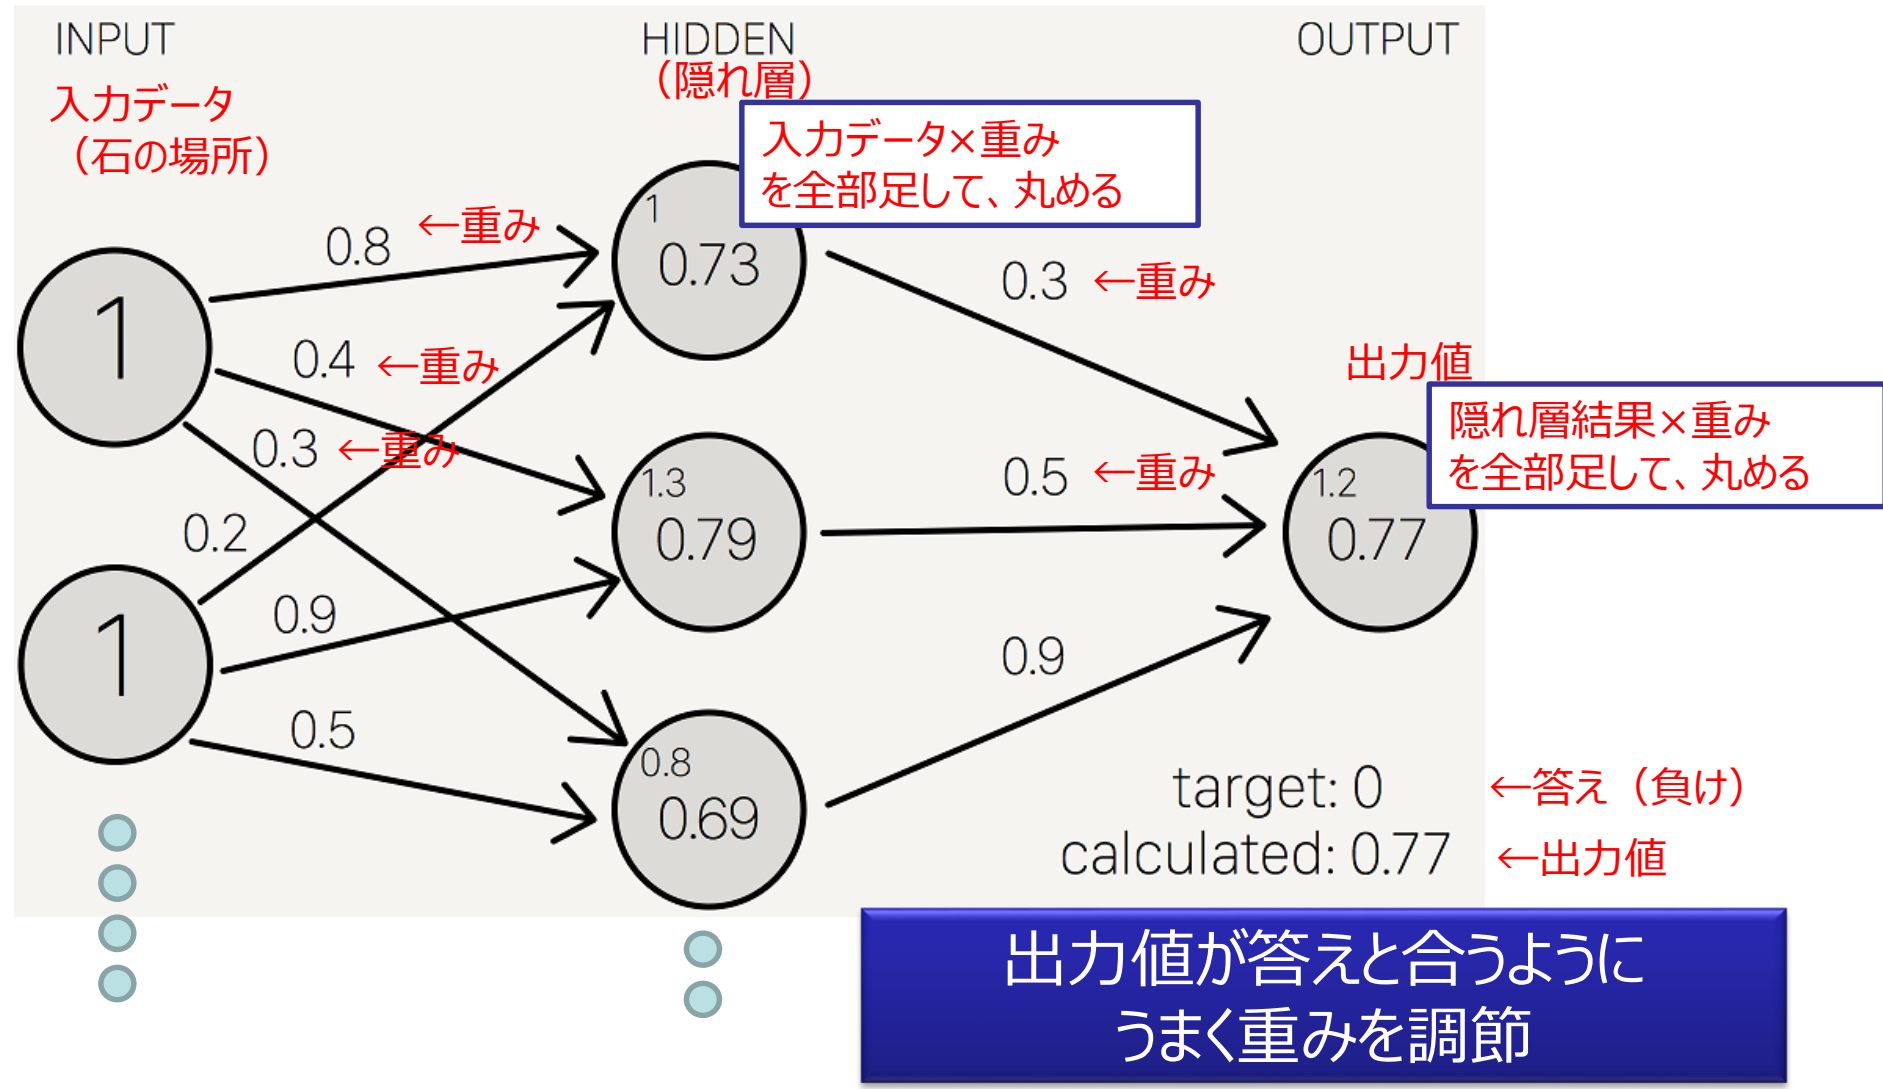 INPUT
HIDDEN
OUTPUT
入力データ
（石の場所）
（隠れ層）
入力データ×重み
を全部足して、丸める
0.8 ←重み
0.4 ←重み
0.3 ←重み
0.2
0.9
0.5
1
1
1
0.73
1.3
0.79
0.8
0.69
0.3 ←重み
0.5 ←重み
0.9
出力値
隠れ層結果×重み
を全部足して、丸める
1.2
0.77
target: 0 ←答え（負け）
calculated: 0.77 ←出力値
出力値が答えと合うように
うまく重みを調節